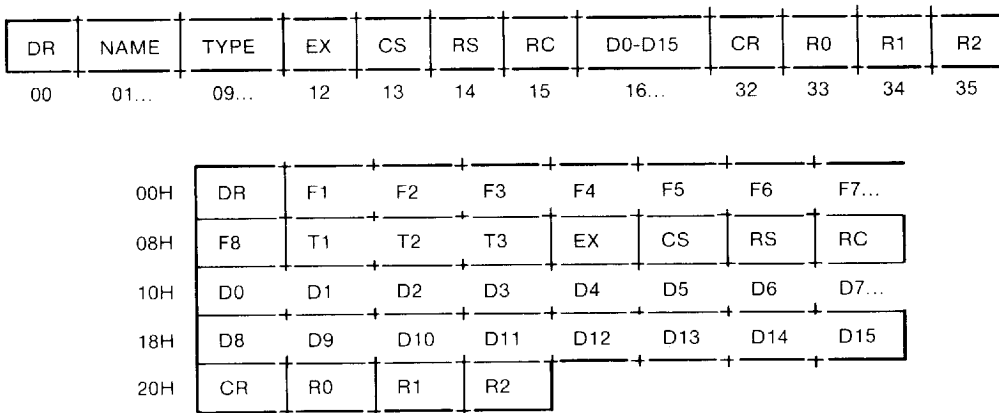 DR NAME TYPE EX CS RS RC D0-D15 CR R0 R1 R2
00 01... 09... 12 13 14 15 16... 32 33 34 35
00H DR F1 F2 F3 F4 F5 F6 F7...
08H F8 T1 T2 T3 EX CS RS RC
10H D0 D1 D2 D3 D4 D5 D6 D7...
18H D8 D9 D10 D11 D12 D13 D14 D15
20H CR R0 R1 R2